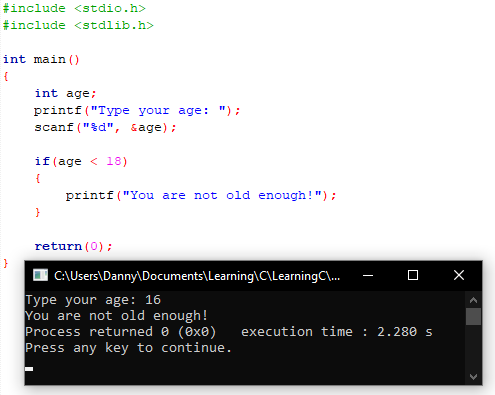 #include <stdio.h>
#include <stdlib.h>

int main()
{
    int age;
    printf("Type your age: ");
    scanf("%d", &age);

    if(age < 18)
    {
        printf("You are not old enough!");
    }

    return(0);
}
C:\Users\Danny\Documents\Learning\C\LearningC\...
Type your age: 16
You are not old enough!
Process returned 0 (0x0)   execution time : 2.280 s
Press any key to continue.